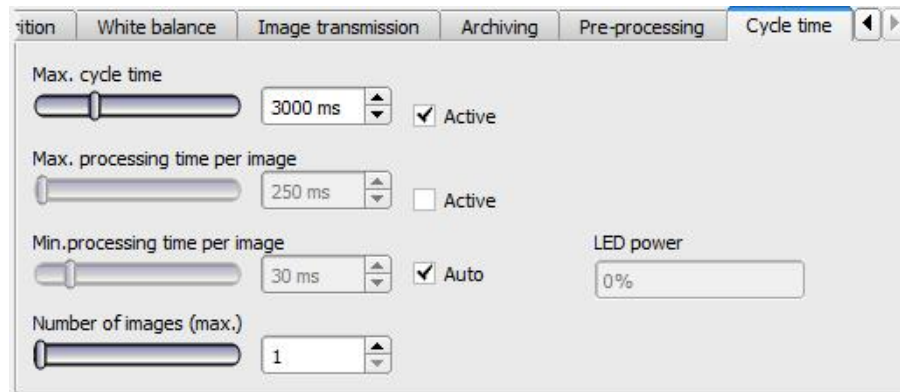 ition White balance Image transmission Archiving Pre-processing Cycle time
Max. cycle time
3000 ms Active
Max. processing time per image
250 ms Active
Min.processing time per image LED power
30 ms Auto 0%
Number of images (max.)
1